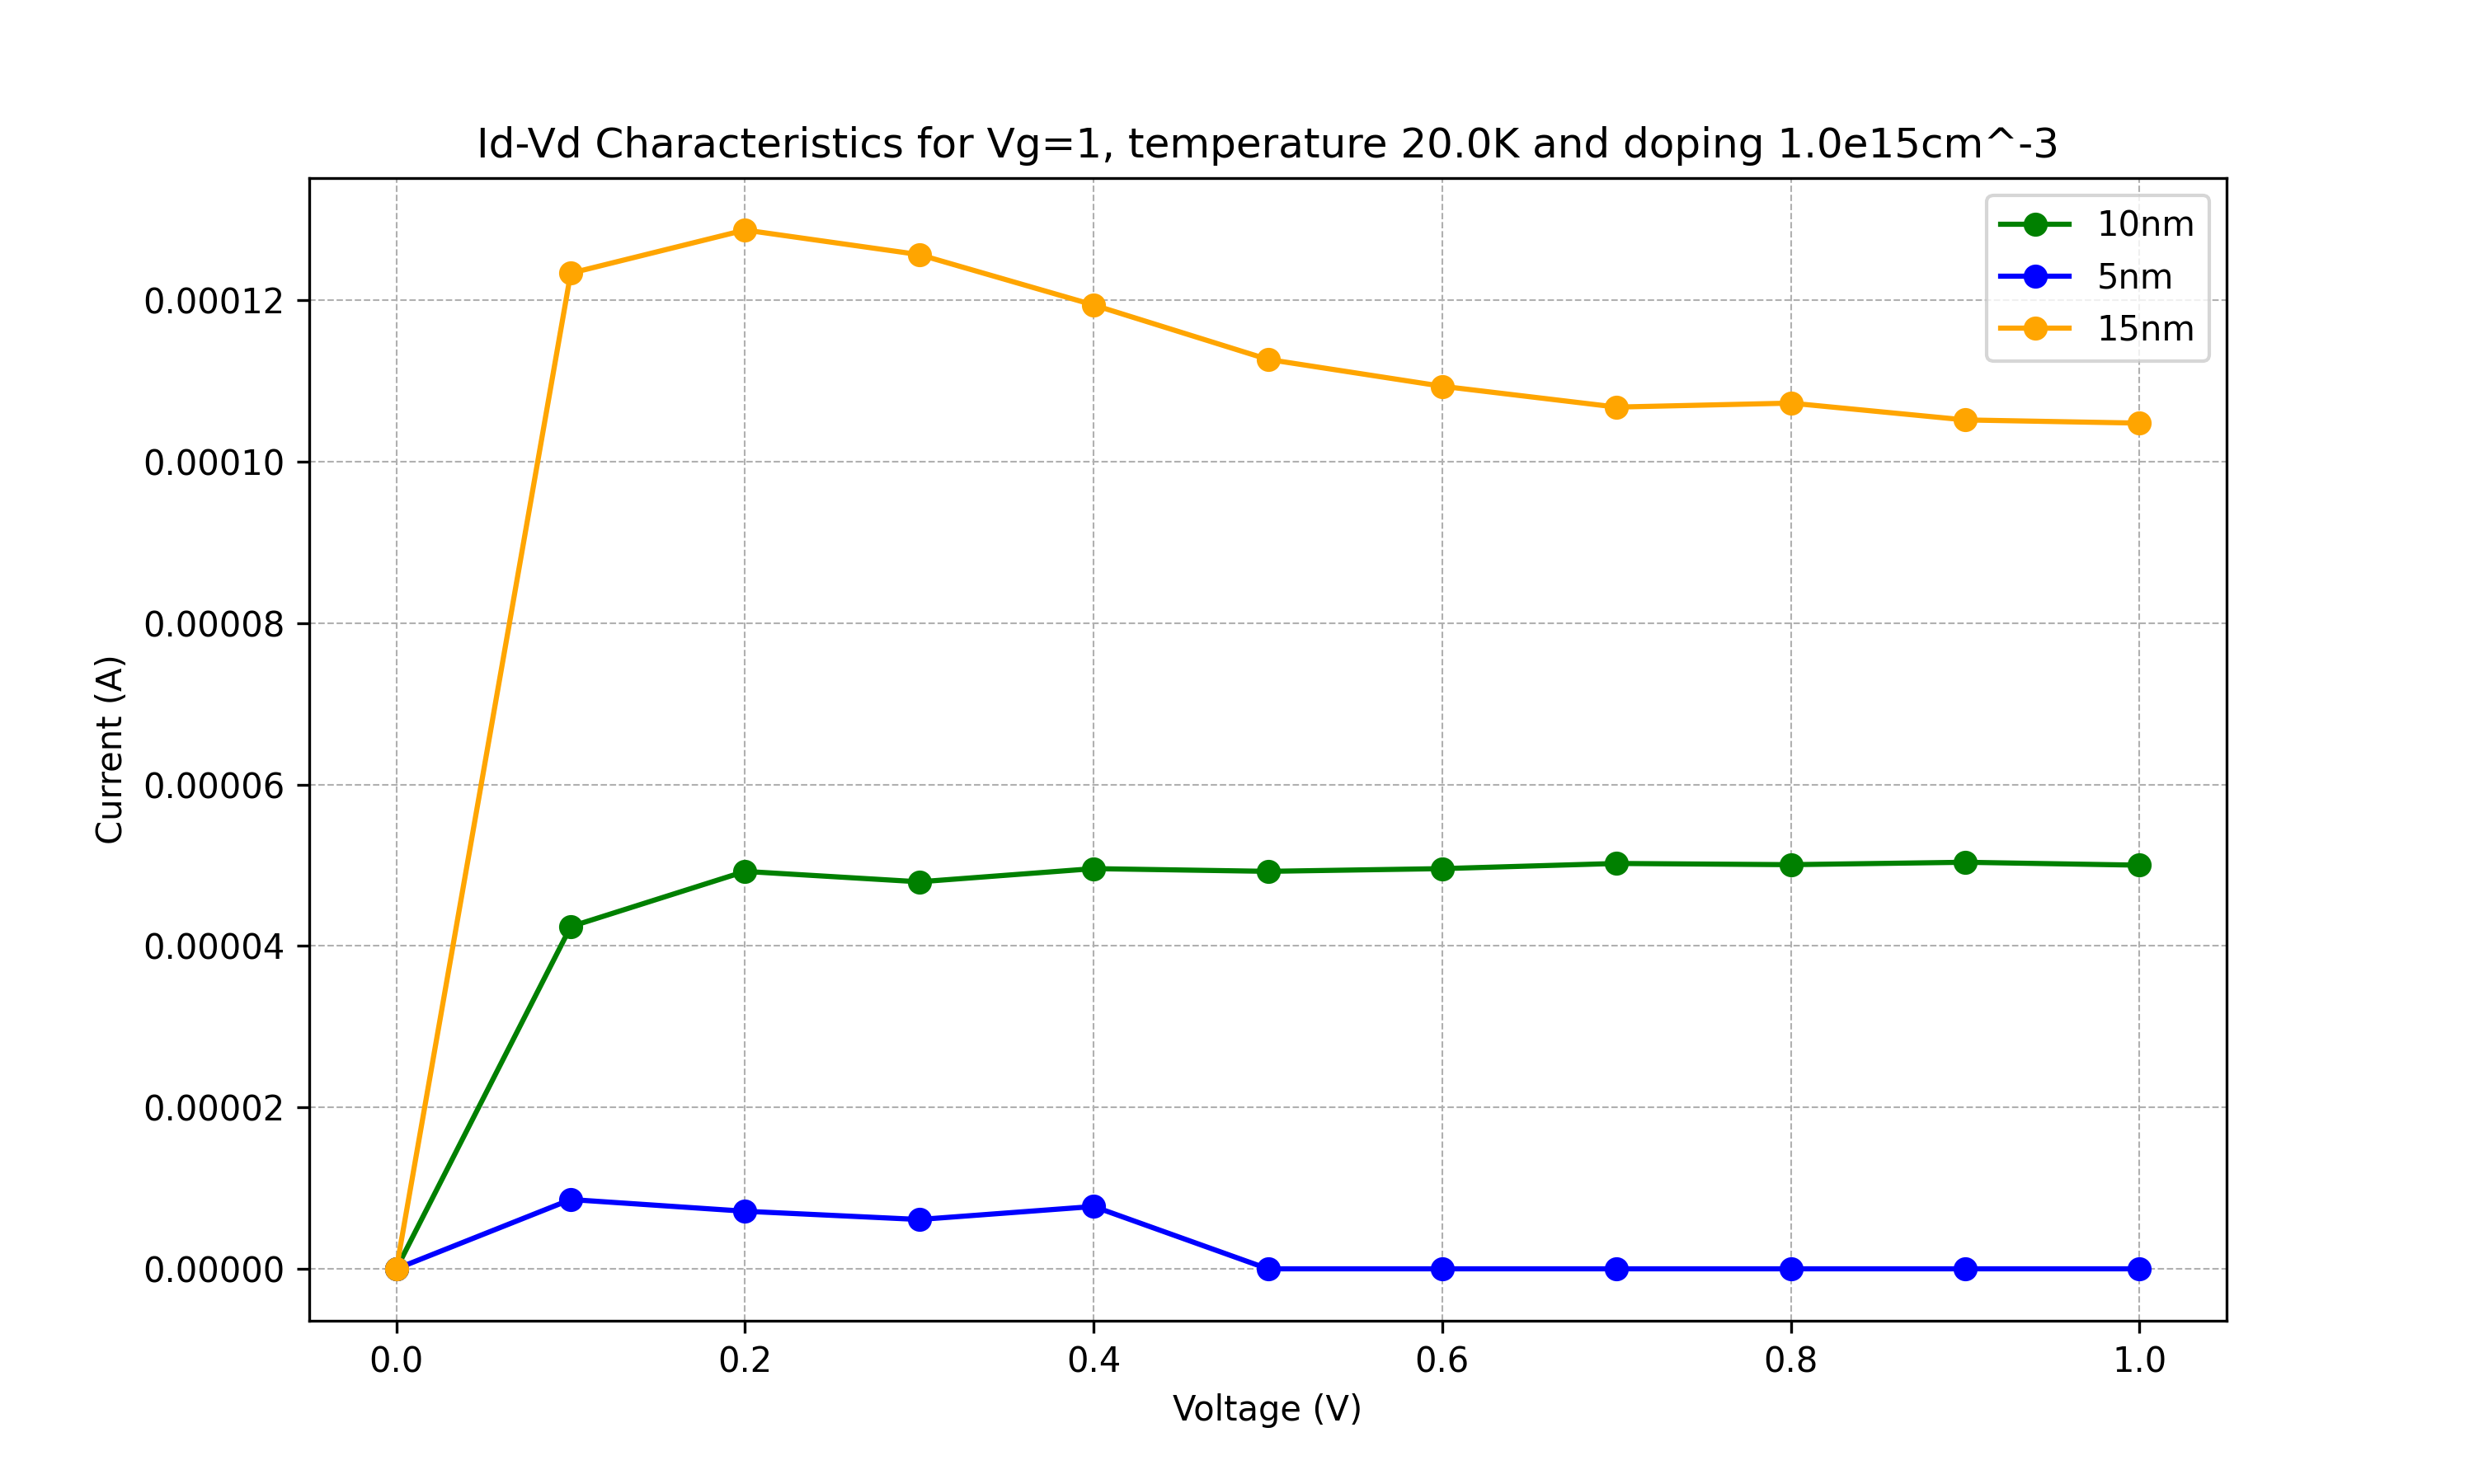 Id-Vd Characteristics for Vg=1, temperature 20.0K and doping 1.0e15cm^-3
10nm
5nm
15nm
0.00012
0.00010
0.00008
0.00006
0.00004
0.00002
0.00000
Current (A)
0.0 0.2 0.4 0.6 0.8 1.0
Voltage (V)